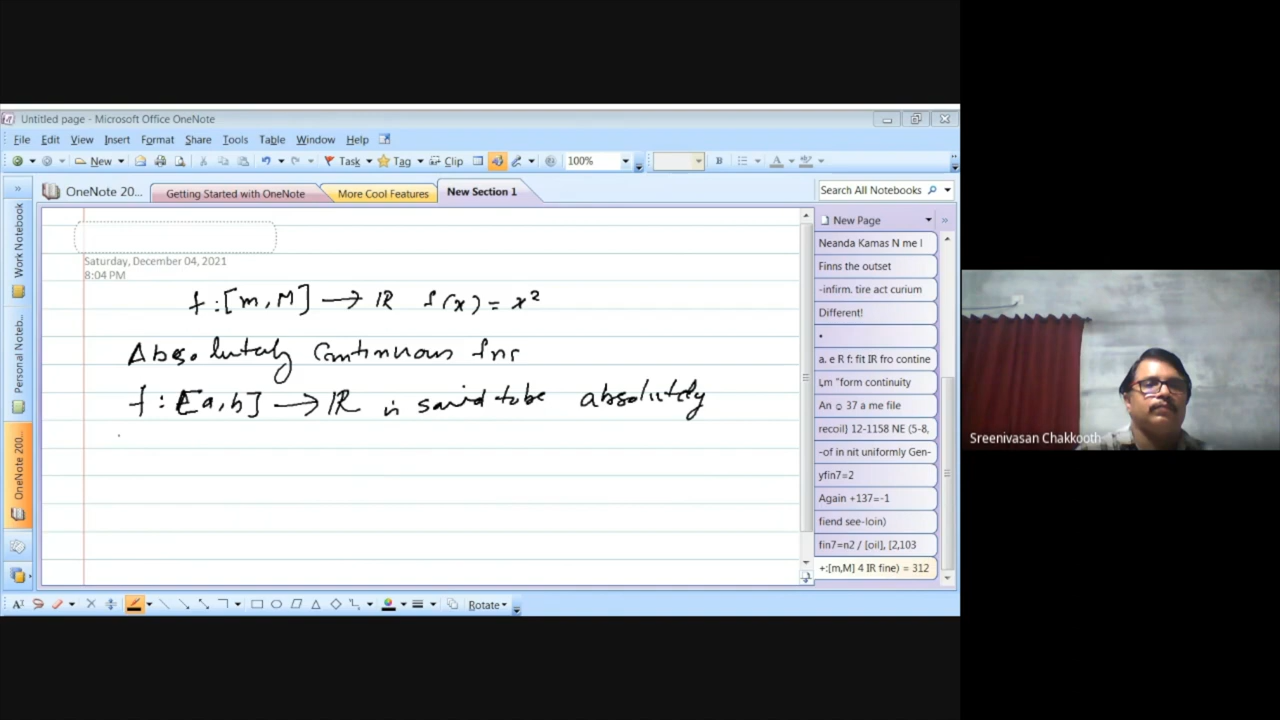 Untitled page - Microsoft Office OneNote
File Edit View Insert Format Share Tools Table Window Help
New Task Tag Clip 100% B A
OneNote 20... Getting Started with OneNote More Cool Features New Section 1 Search All Notebooks
Saturday, December 04, 2021
8:04 PM
f : [m, M] → ℝ f(x) = x²
Absolutely Continuous fns
f : [a, b] → ℝ is said to be absolutely
Work Notebook
Personal Noteb...
OneNote 200...
New Page
Neanda Kamas N me l
Finns the outset
-infirm. tire act curium
Different!
•
a, e R f: fit IR fro contine
Lm "form continuity
An ☺ 37 a me file
recoil} 12-1158 NE (5-8,
-of in nit uniformly Gen-
yfin7=2
Again +137=-1
fiend see-loin)
fin7=n2 / [oil], [2,103
+:[m,M] 4 IR fine) = 312
Rotate
Sreenivasan Chakkooth